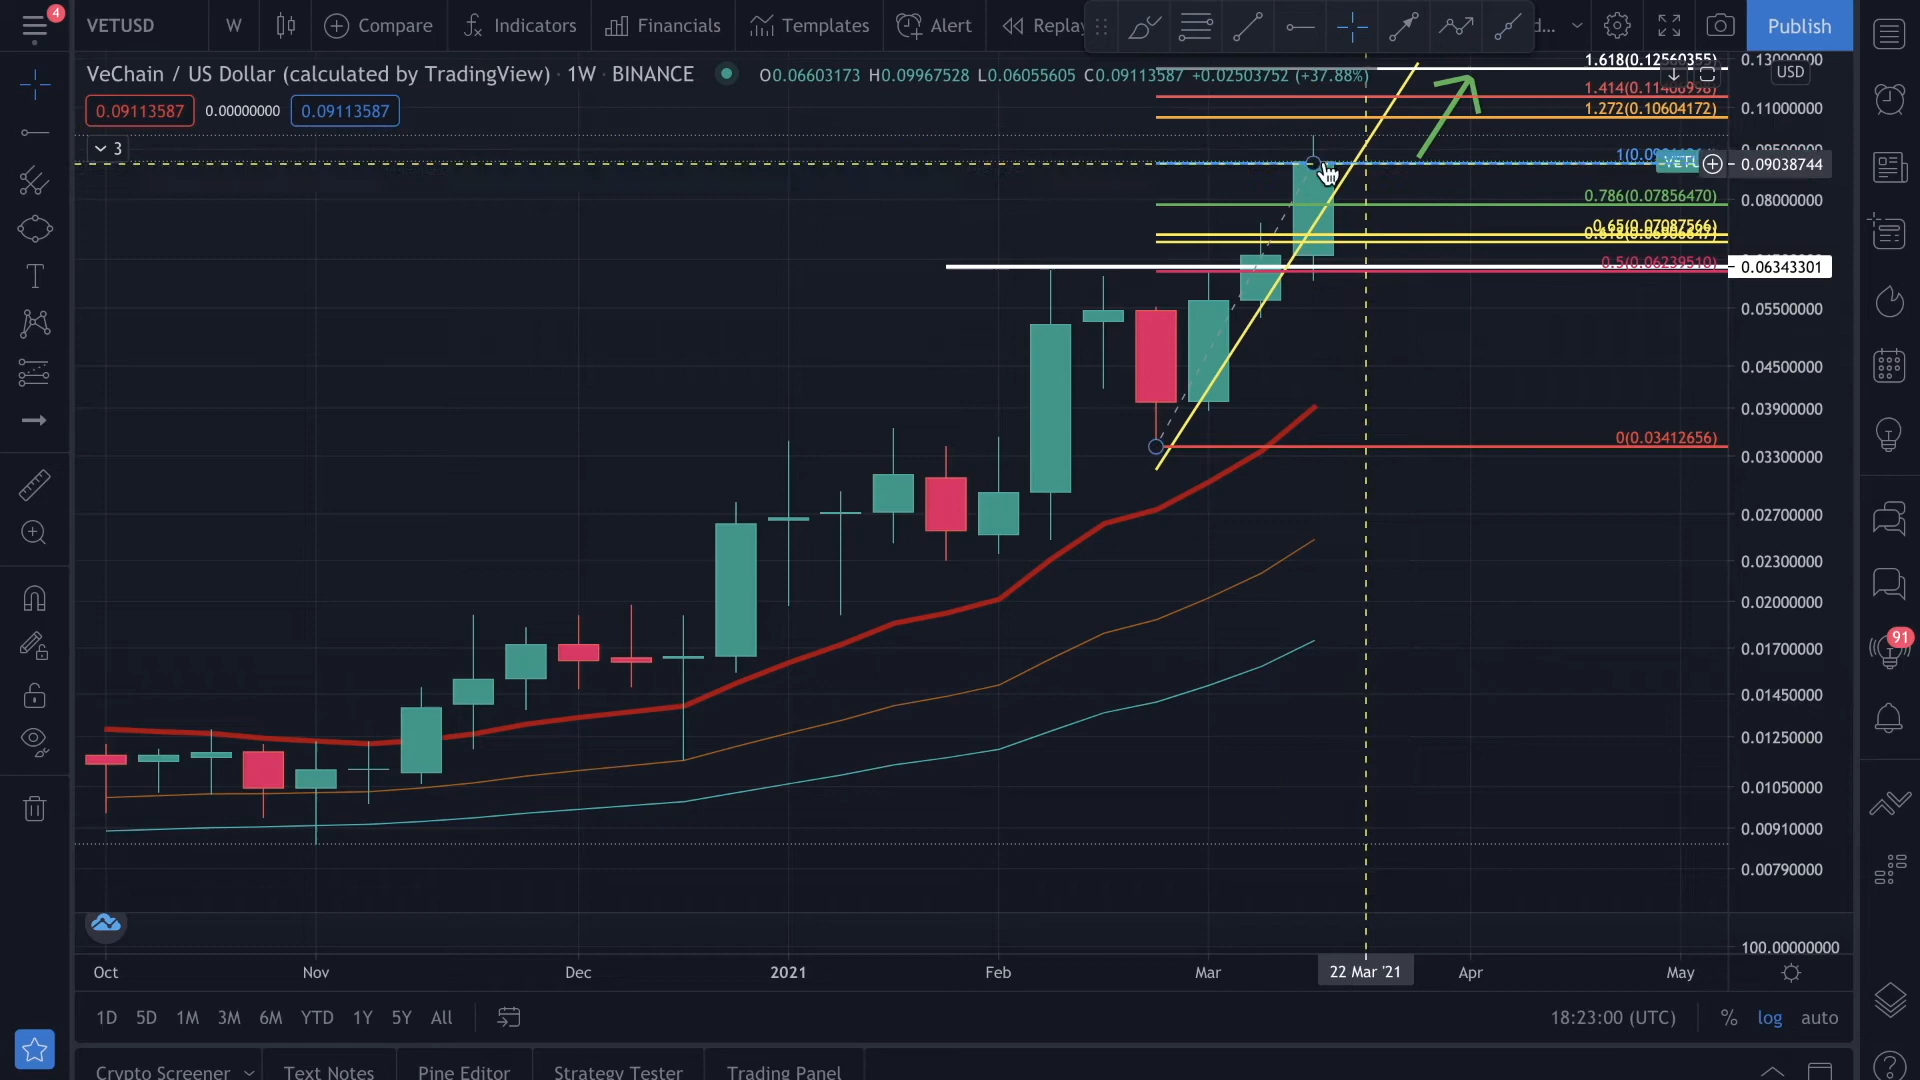 4
VETUSD
W
Compare
Indicators
Financials
Templates
Alert
Replay
d...
Publish
VeChain / US Dollar (calculated by TradingView) · 1W · BINANCE
O0.06603173 H0.09967528 L0.06055605 C0.09113587 +0.02503752 (+37.88%)
0.09113587
0.00000000
0.09113587
3
1.618(0.12560355)
1.414(0.11406998)
1.272(0.10604172)
0.786(0.07856470)
0.65(0.07087566)
0.5(0.06239510)
0(0.03412656)
USD
0.11000000
0.09038744
0.08000000
0.06343301
0.05500000
0.04500000
0.03900000
0.03300000
0.02700000
0.02300000
0.02000000
0.01700000
0.01450000
0.01250000
0.01050000
0.00910000
0.00790000
100.00000000
91
Oct
Nov
Dec
2021
Feb
Mar
22 Mar '21
Apr
May
1D
5D
1M
3M
6M
YTD
1Y
5Y
All
18:23:00 (UTC)
%
log
auto
Crypto Screener
Text Notes
Pine Editor
Strategy Tester
Trading Panel